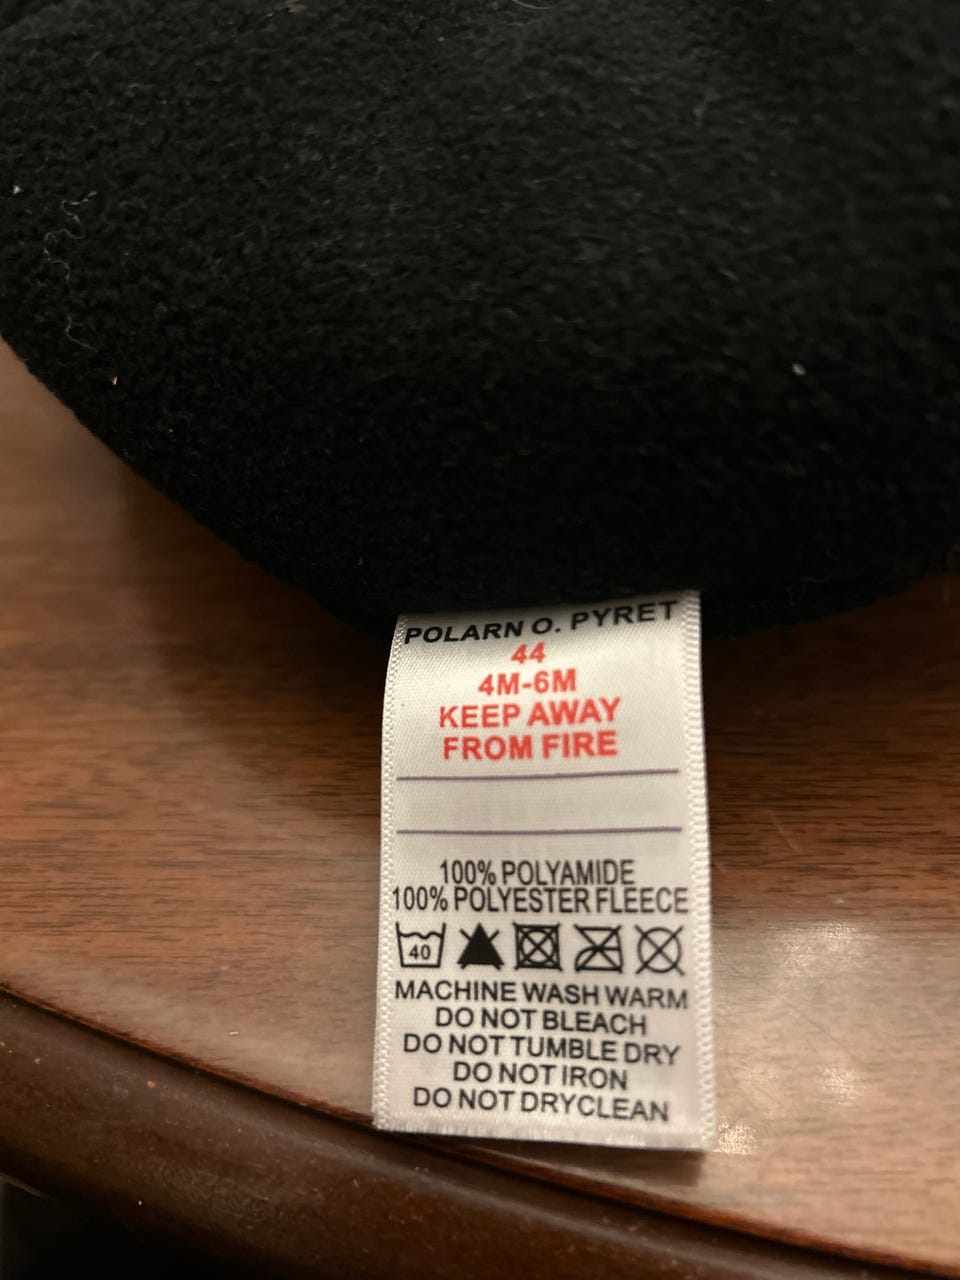 POLARN O. PYRET
44
4M-6M
KEEP AWAY
FROM FIRE
100% POLYAMIDE
100% POLYESTER FLEECE
40
MACHINE WASH WARM
DO NOT BLEACH
DO NOT TUMBLE DRY
DO NOT IRON
DO NOT DRYCLEAN